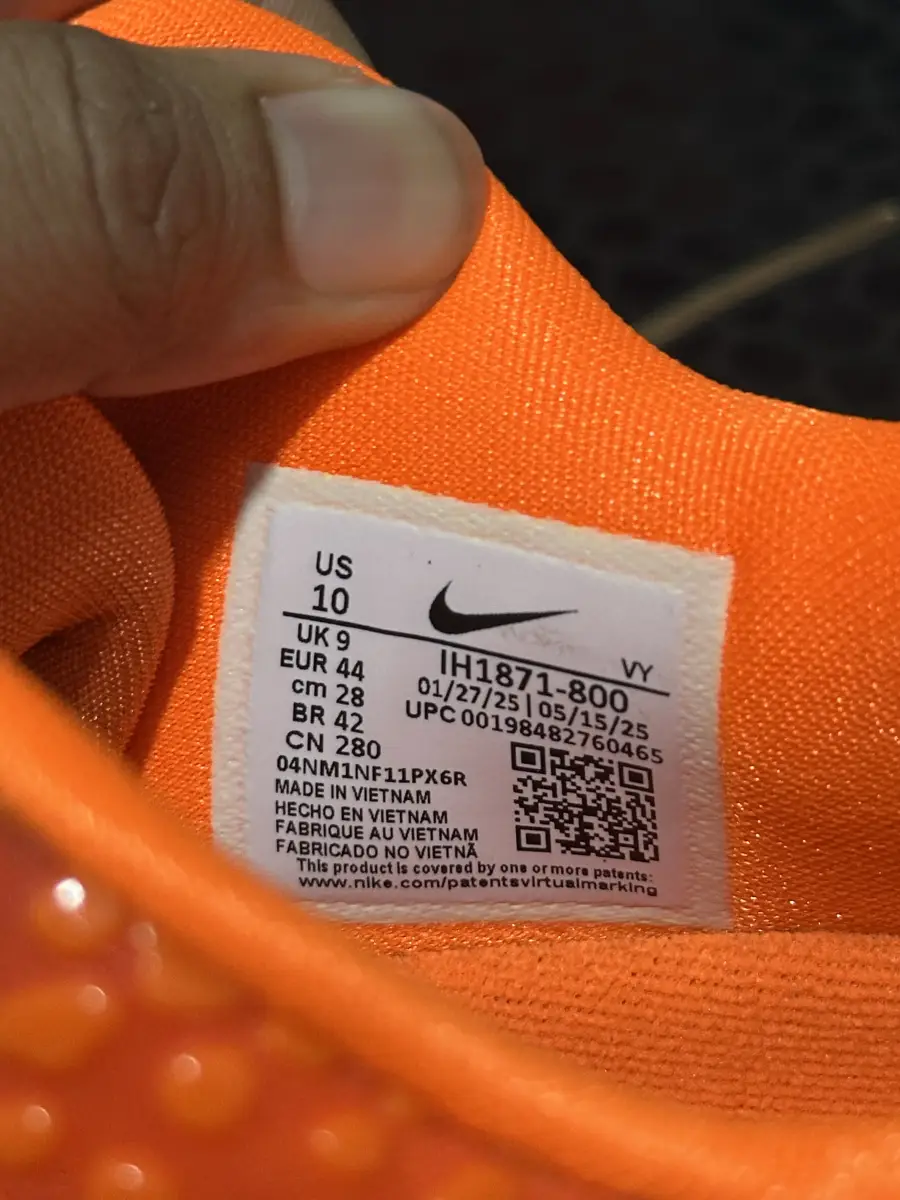 US
10
UK 9
EUR 44
cm 28
BR 42
CN 280
VY
IH1871-800
01/27/25 | 05/15/25
UPC 00198482760465
04NM1NF11PX6R
MADE IN VIETNAM
HECHO EN VIETNAM
FABRIQUE AU VIETNAM
FABRICADO NO VIETNÃ
This product is covered by one or more patents:
www.nike.com/patentsvirtualmarking